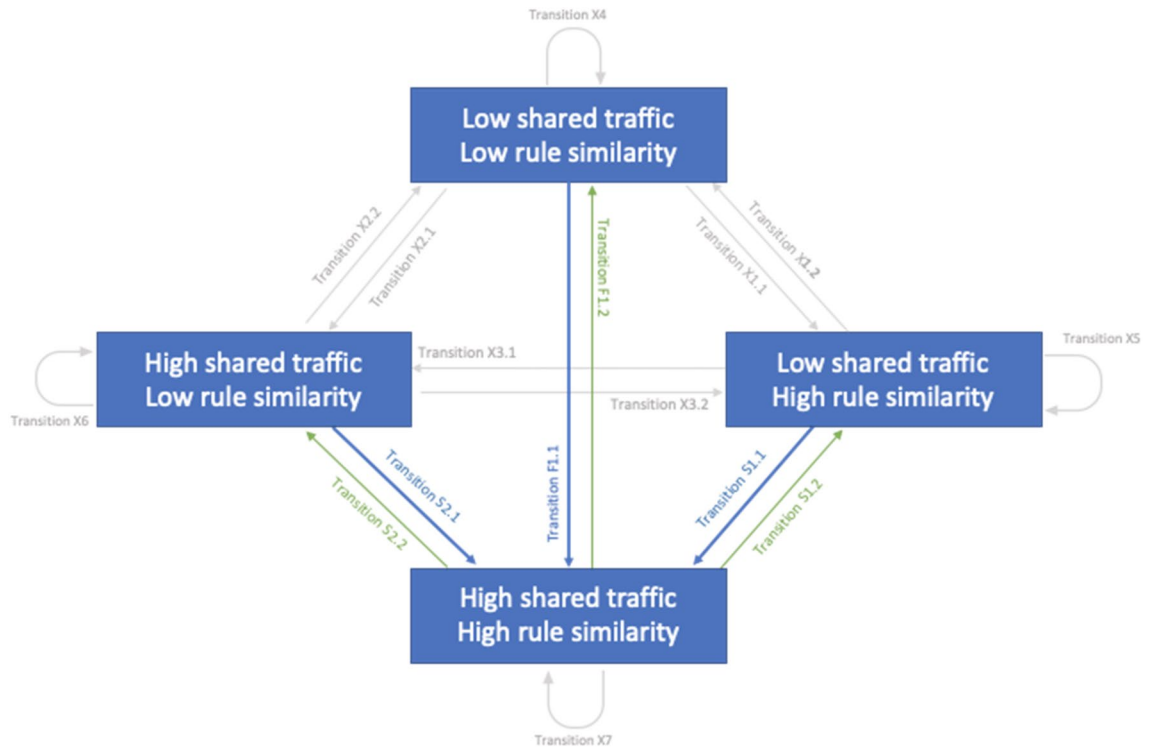 Transition X4
Low shared traffic
Low rule similarity
Transition X2.2
Transition X2.1
Transition F1.2
Transition X1.1
Transition X1.2
High shared traffic
Low rule similarity
Transition X3.1
Transition X3.2
Low shared traffic
High rule similarity
Transition X5
Transition X6
Transition S2.1
Transition S2.2
Transition F1.1
Transition S1.1
Transition S1.2
High shared traffic
High rule similarity
Transition X7